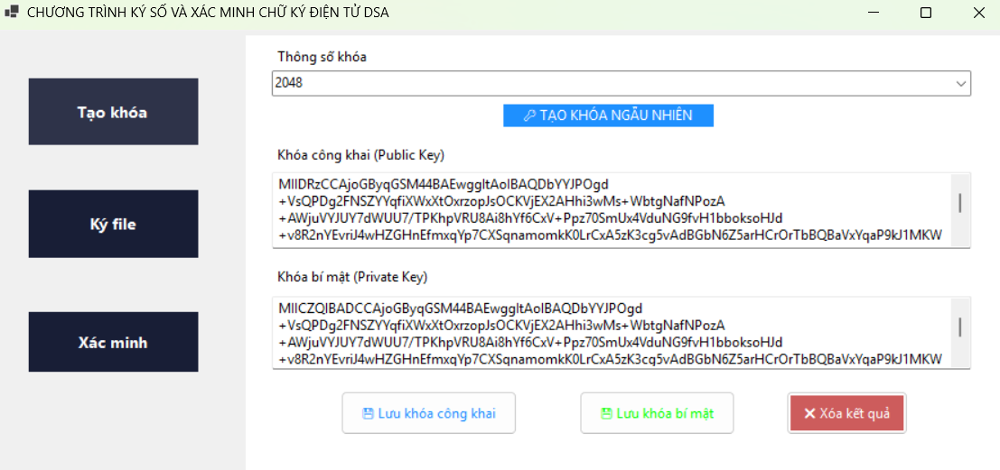 CHƯƠNG TRÌNH KÝ SỐ VÀ XÁC MINH CHỮ KÝ ĐIỆN TỬ DSA
Tạo khóa
Ký file
Xác minh
Thông số khóa
2048
TẠO KHÓA NGẪU NHIÊN
Khóa công khai (Public Key)
MIIDRzCCAjoGByqGSM44BAEwggItAoIBAQDbYYJPOgd
+VsQPDg2FNSZYYqfiXWxXtOxrzopJsOCKVjEX2AHhi3wMs+WbtgNafNPozA
+AWjuVYJUY7dWUU7/TPKhpVRU8Ai8hYf6CxV+Ppz70SmUx4VduNG9fvH1bboksoHJd
+v8R2nYEvriJ4wHZGHnEfmxqYp7CXSqnamomkK0LrCxA5zK3cg5vAdBGbN6Z5arHCrOrTbBQBaVxYqaP9kJ1MKW
Khóa bí mật (Private Key)
MIICZQIBADCCAjoGByqGSM44BAEwggItAoIBAQDbYYJPOgd
+VsQPDg2FNSZYYqfiXWxXtOxrzopJsOCKVjEX2AHhi3wMs+WbtgNafNPozA
+AWjuVYJUY7dWUU7/TPKhpVRU8Ai8hYf6CxV+Ppz70SmUx4VduNG9fvH1bboksoHJd
+v8R2nYEvriJ4wHZGHnEfmxqYp7CXSqnamomkK0LrCxA5zK3cg5vAdBGbN6Z5arHCrOrTbBQBaVxYqaP9kJ1MKW
Lưu khóa công khai
Lưu khóa bí mật
Xóa kết quả